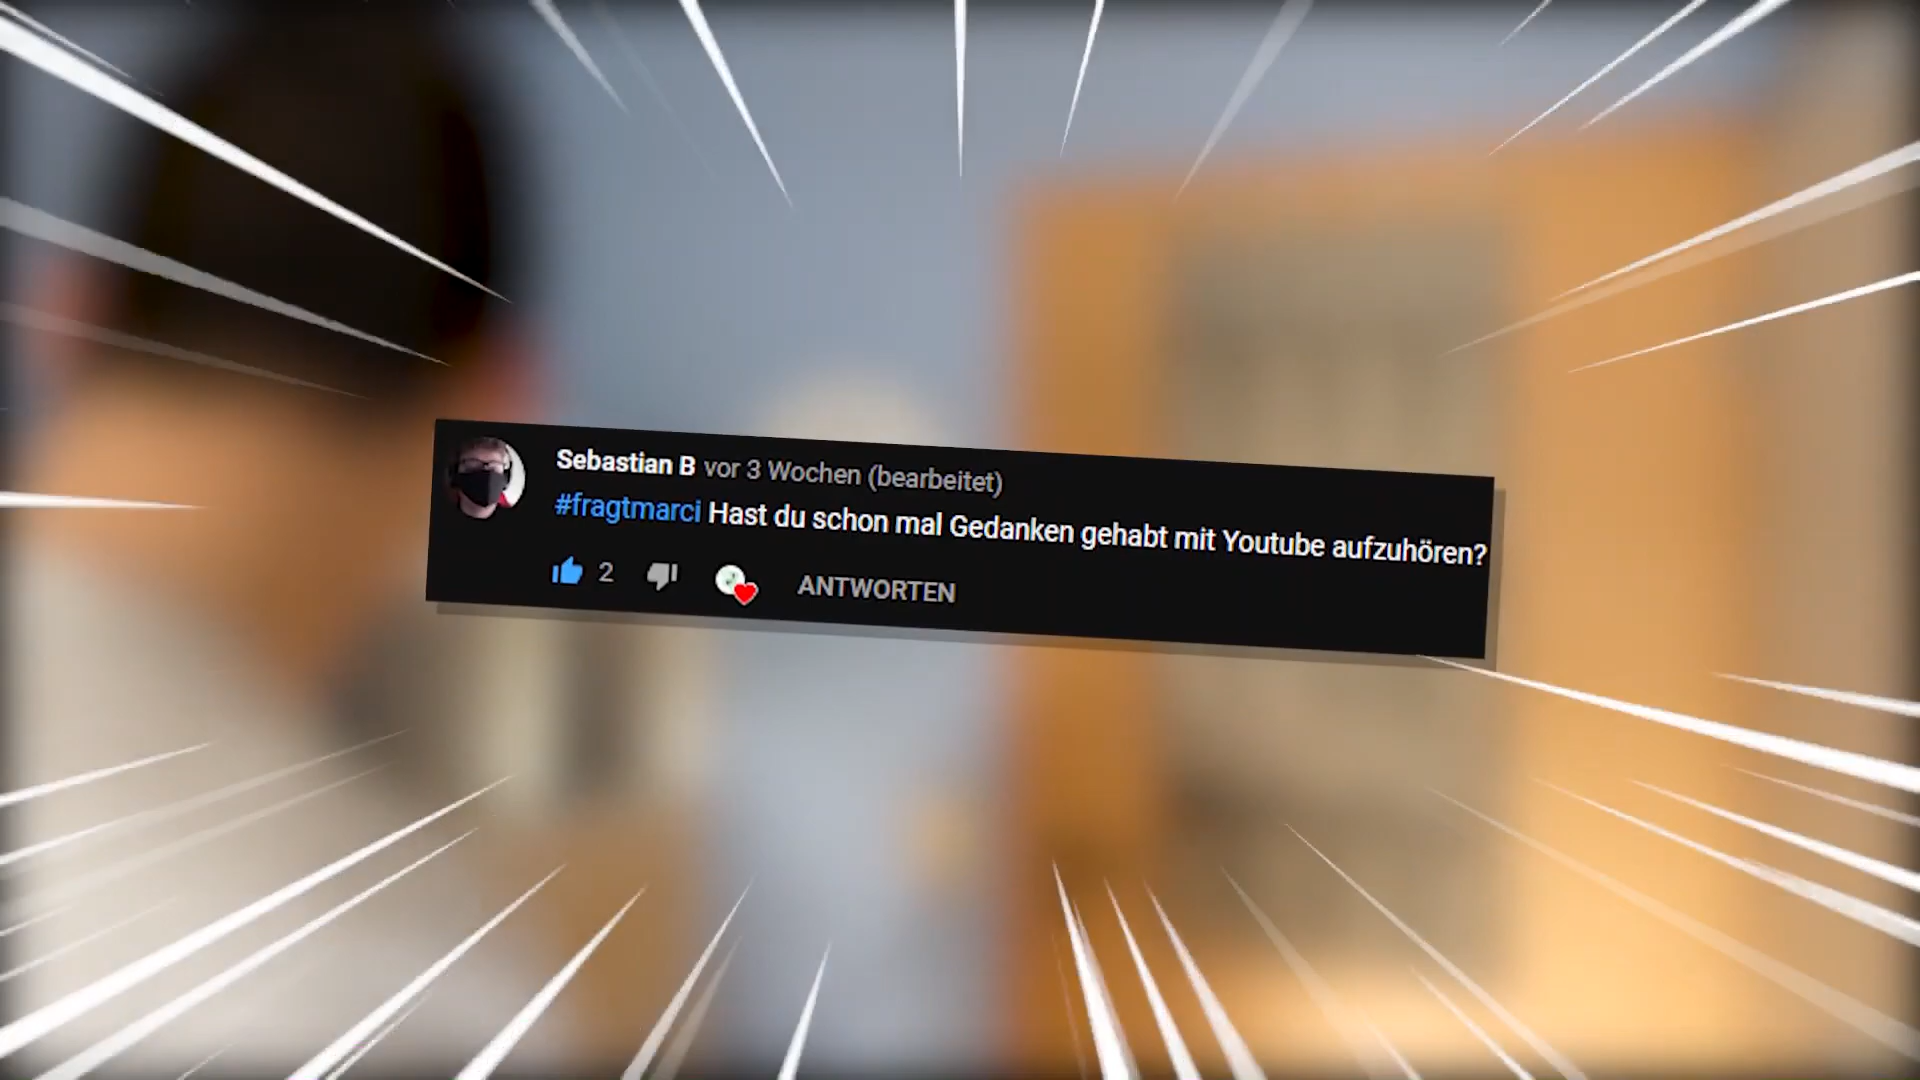 Sebastian B vor 3 Wochen (bearbeitet)
#fragtmarci Hast du schon mal Gedanken gehabt mit Youtube aufzuhören?
2 ANTWORTEN